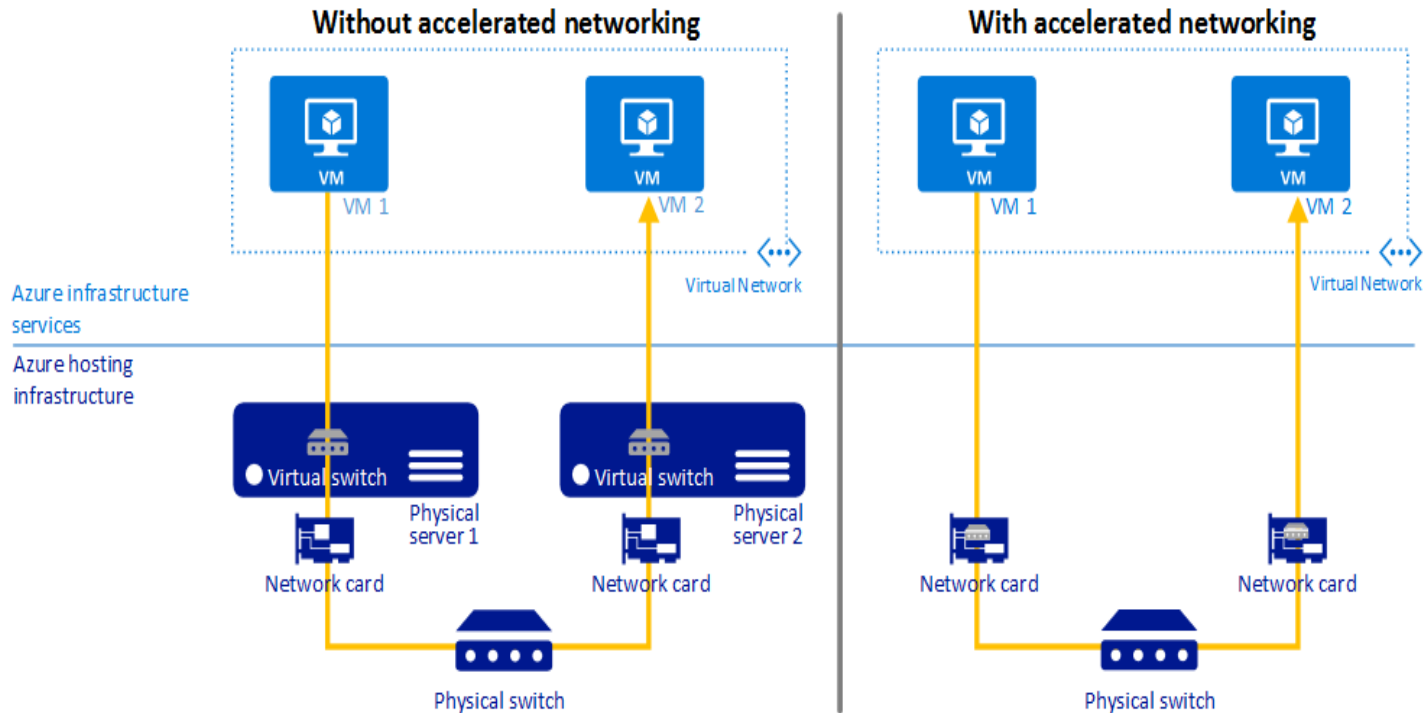 Without accelerated networking
VM
VM 1
VM
VM 2
Virtual Network
Azure infrastructure
services
Azure hosting
infrastructure
Virtual switch
Physical
server 1
Virtual switch
Physical
server 2
Network card
Network card
Physical switch
With accelerated networking
VM
VM 1
VM
VM 2
Virtual Network
Network card
Network card
Physical switch